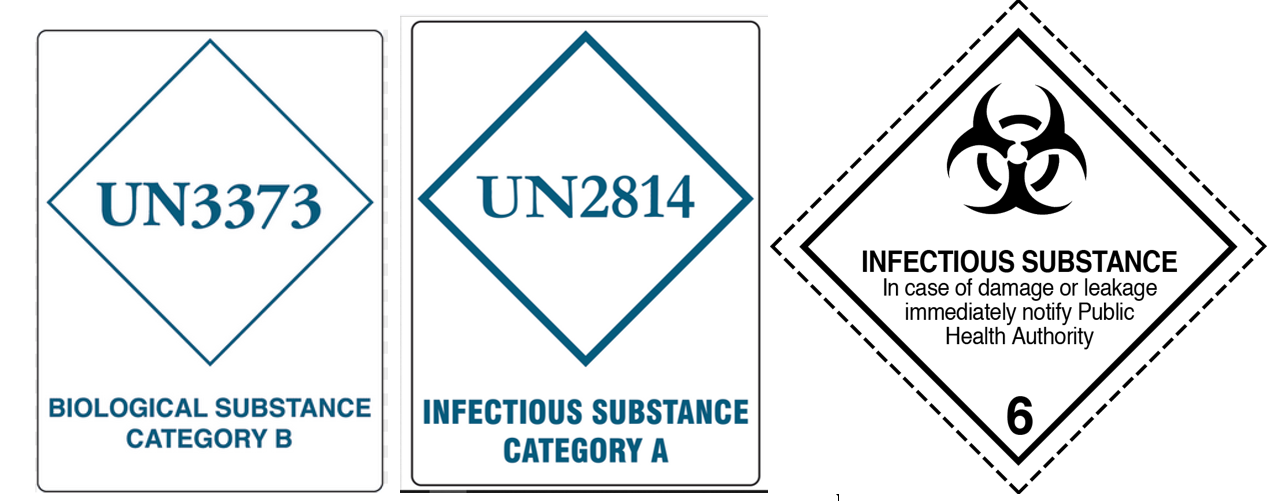 UN3373
BIOLOGICAL SUBSTANCE
CATEGORY B
UN2814
INFECTIOUS SUBSTANCE
CATEGORY A
INFECTIOUS SUBSTANCE
In case of damage or leakage
immediately notify Public
Health Authority
6